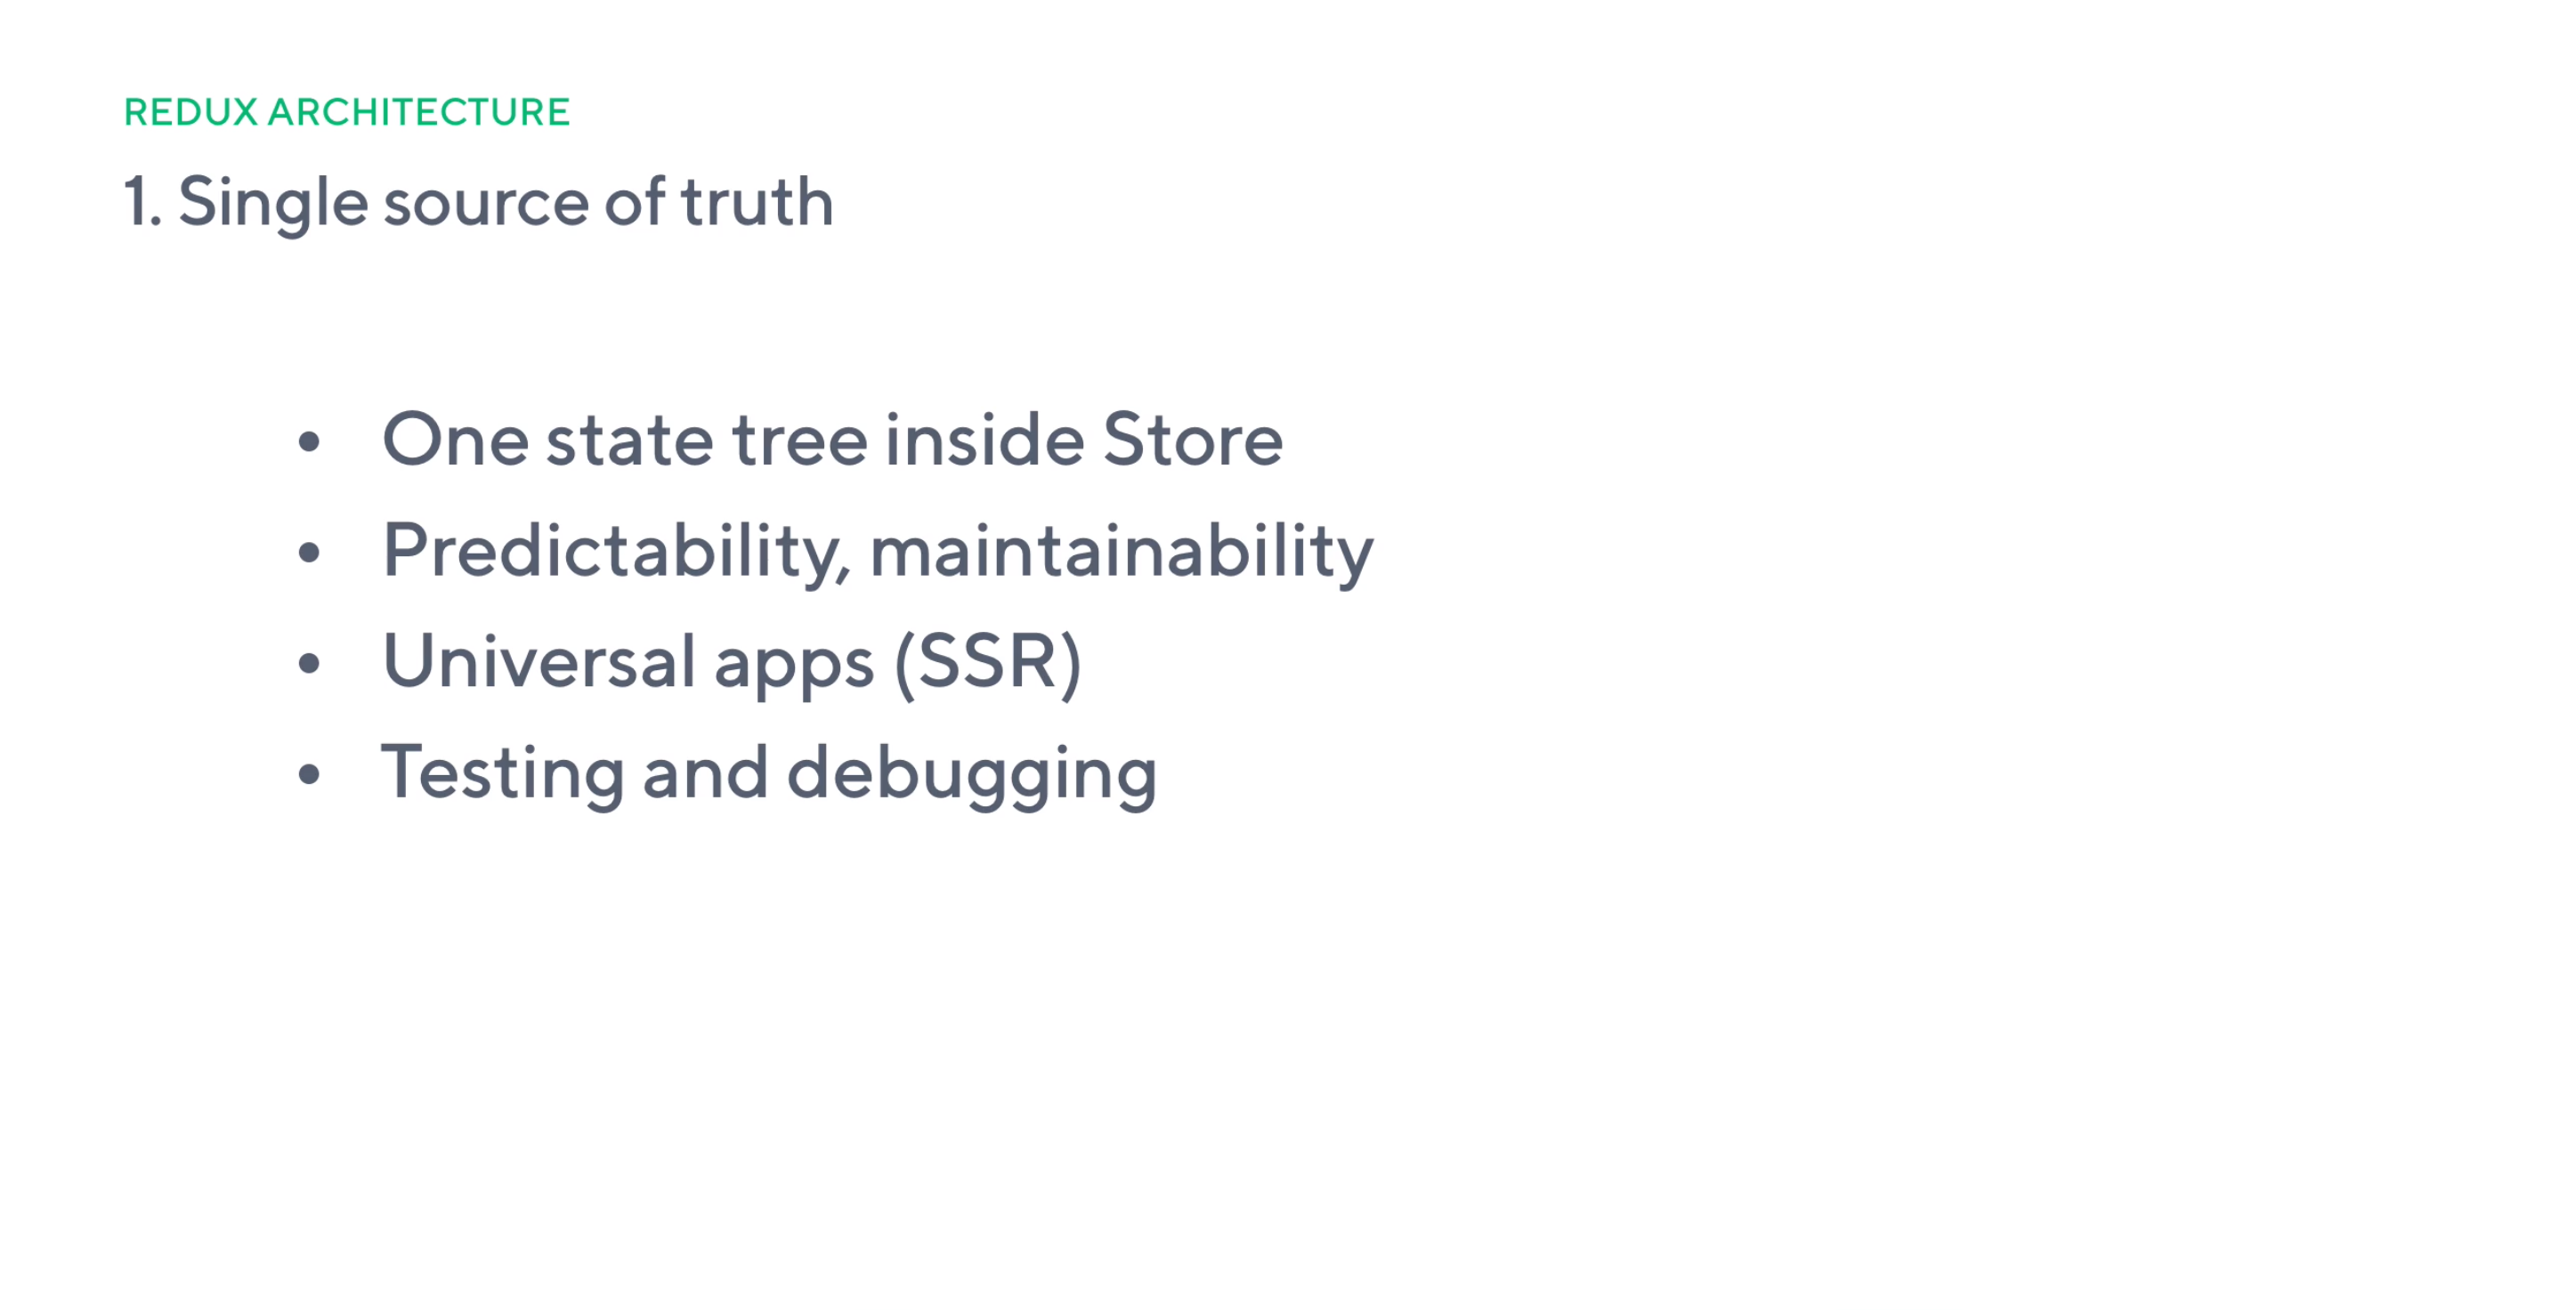 REDUX ARCHITECTURE
1. Single source of truth
• One state tree inside Store
• Predictability, maintainability
• Universal apps (SSR)
• Testing and debugging